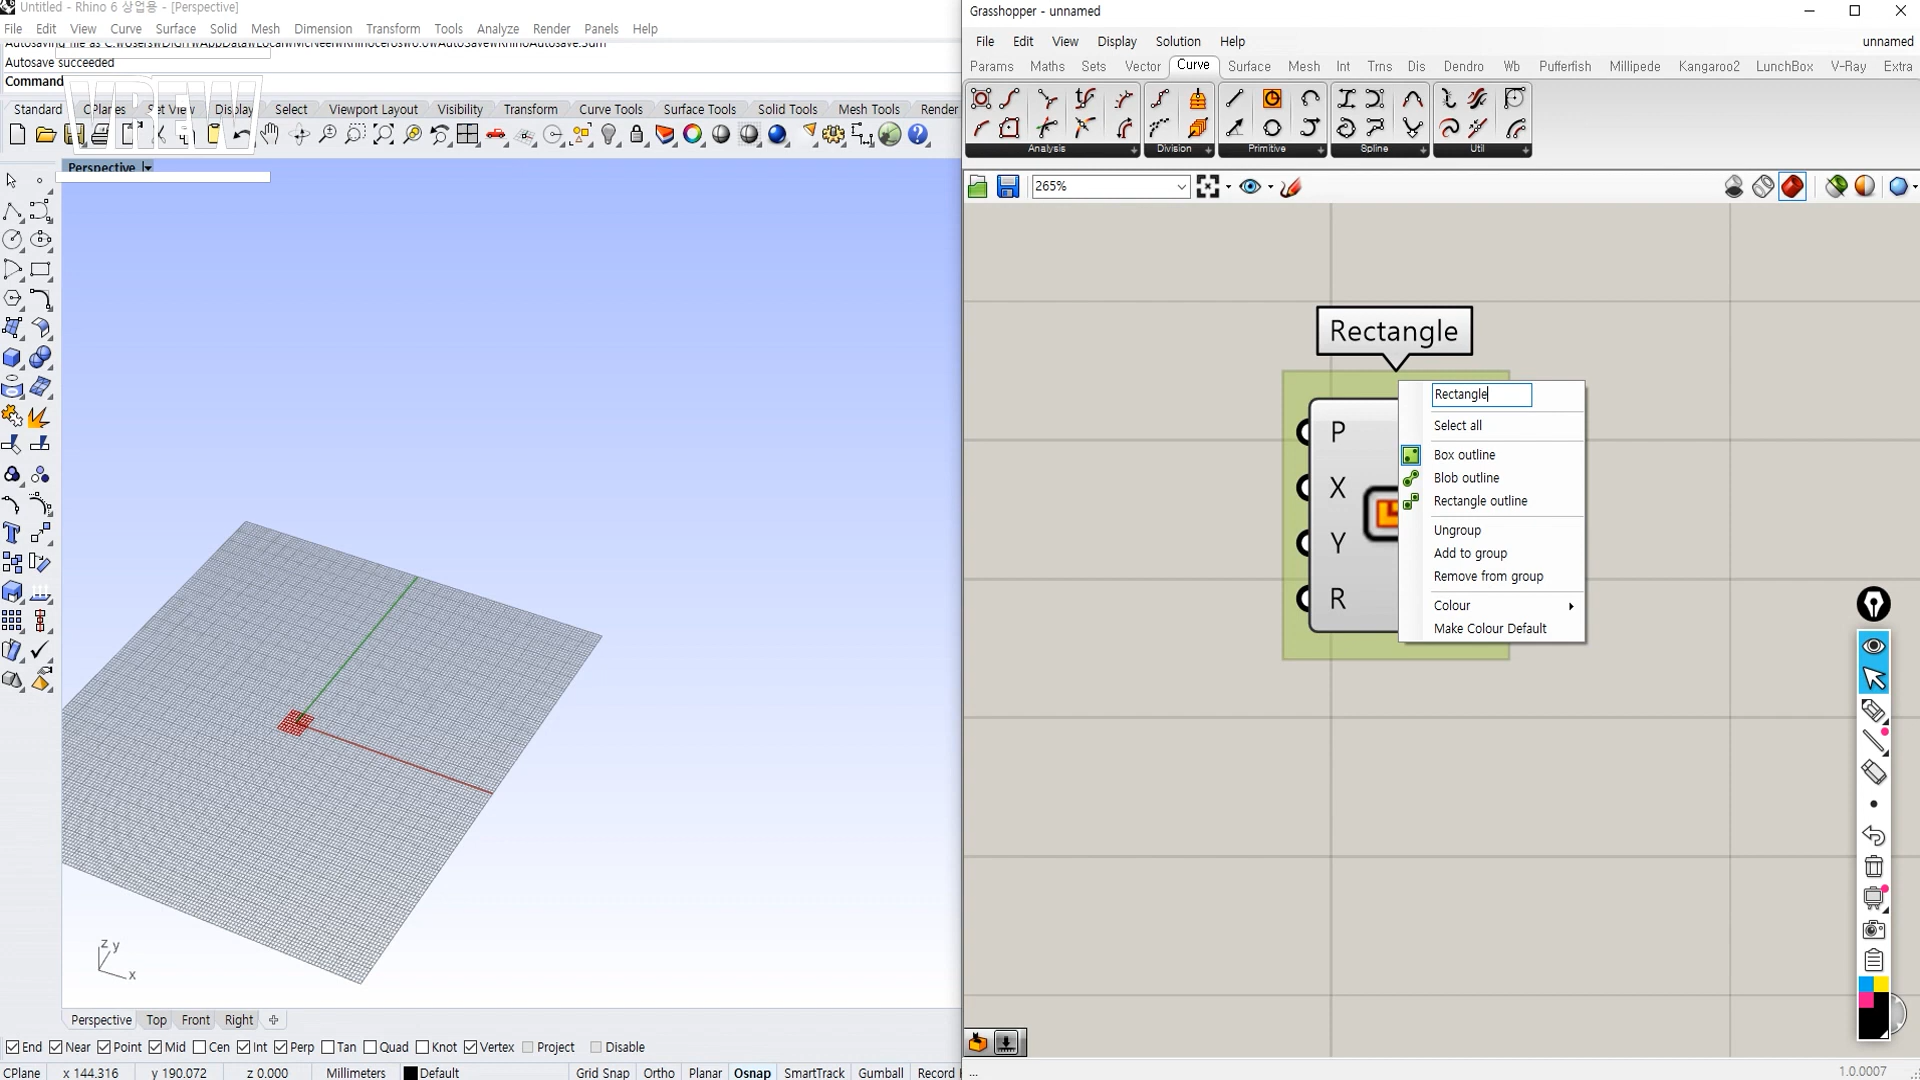 Untitled - Rhino 6 상업용 - [Perspective]
File Edit View Curve Surface Solid Mesh Dimension Transform Tools Analyze Render Panels Help
Autosave succeeded
Command
VREW
Standard CPlanes Set View Display Select Viewport Layout Visibility Transform Curve Tools Surface Tools Solid Tools Mesh Tools Render
Perspective
z y
x
Perspective Top Front Right
End Near Point Mid Cen Int Perp Tan Quad Knot Vertex Project Disable
CPlane x 144.316 y 190.072 z 0.000 Millimeters Default Grid Snap Ortho Planar Osnap SmartTrack Gumball Record
Grasshopper - unnamed
File Edit View Display Solution Help unnamed
Params Maths Sets Vector Curve Surface Mesh Int Trns Dis Dendro Wb Pufferfish Millipede Kangaroo2 LunchBox V-Ray Extra
Analysis Division Primitive Spline Util
265%
Rectangle
P
X
Y
R
Rectangle
Select all
Box outline
Blob outline
Rectangle outline
Ungroup
Add to group
Remove from group
Colour
Make Colour Default
...
1.0.0007